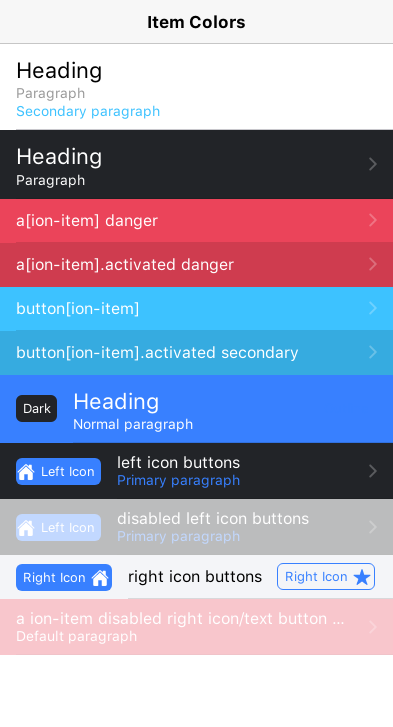 Item Colors
Heading
Paragraph
Secondary paragraph
Heading
Paragraph
a[ion-item] danger
a[ion-item].activated danger
button[ion-item]
button[ion-item].activated secondary
Dark
Heading
Normal paragraph
Left Icon
left icon buttons
Primary paragraph
Left Icon
disabled left icon buttons
Primary paragraph
Right Icon
right icon buttons
Right Icon
a ion-item disabled right icon/text button ...
Default paragraph